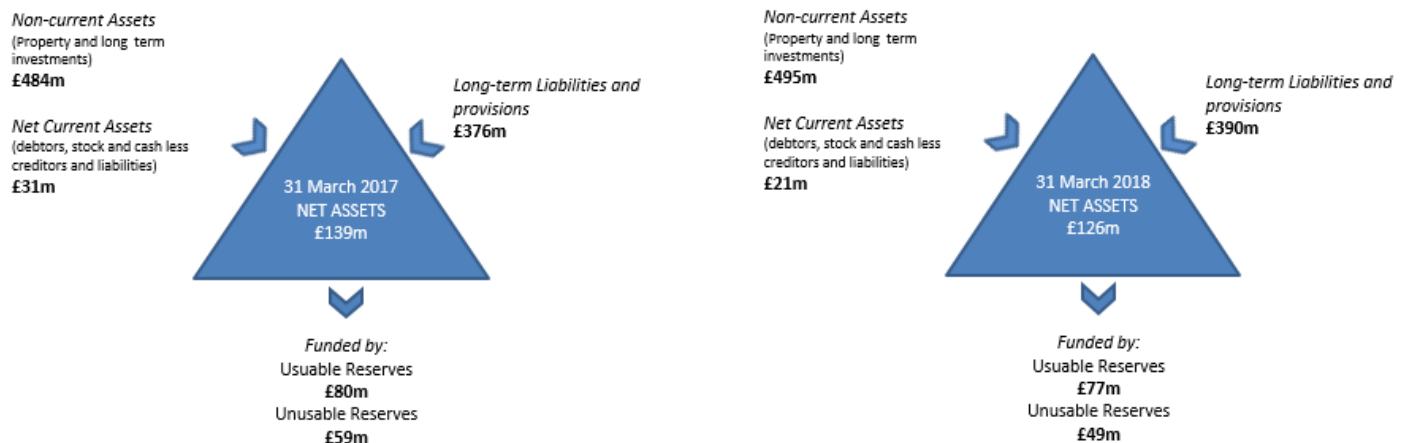 Non-current Assets
(Property and long term
investments)
£484m
Net Current Assets
(debtors, stock and cash less
creditors and liabilities)
£31m
Long-term Liabilities and
provisions
£376m
31 March 2017
NET ASSETS
£139m
Funded by:
Usuable Reserves
£80m
Unusable Reserves
£59m
Non-current Assets
(Property and long term
investments)
£495m
Net Current Assets
(debtors, stock and cash less
creditors and liabilities)
£21m
Long-term Liabilities and
provisions
£390m
31 March 2018
NET ASSETS
£126m
Funded by:
Usuable Reserves
£77m
Unusable Reserves
£49m